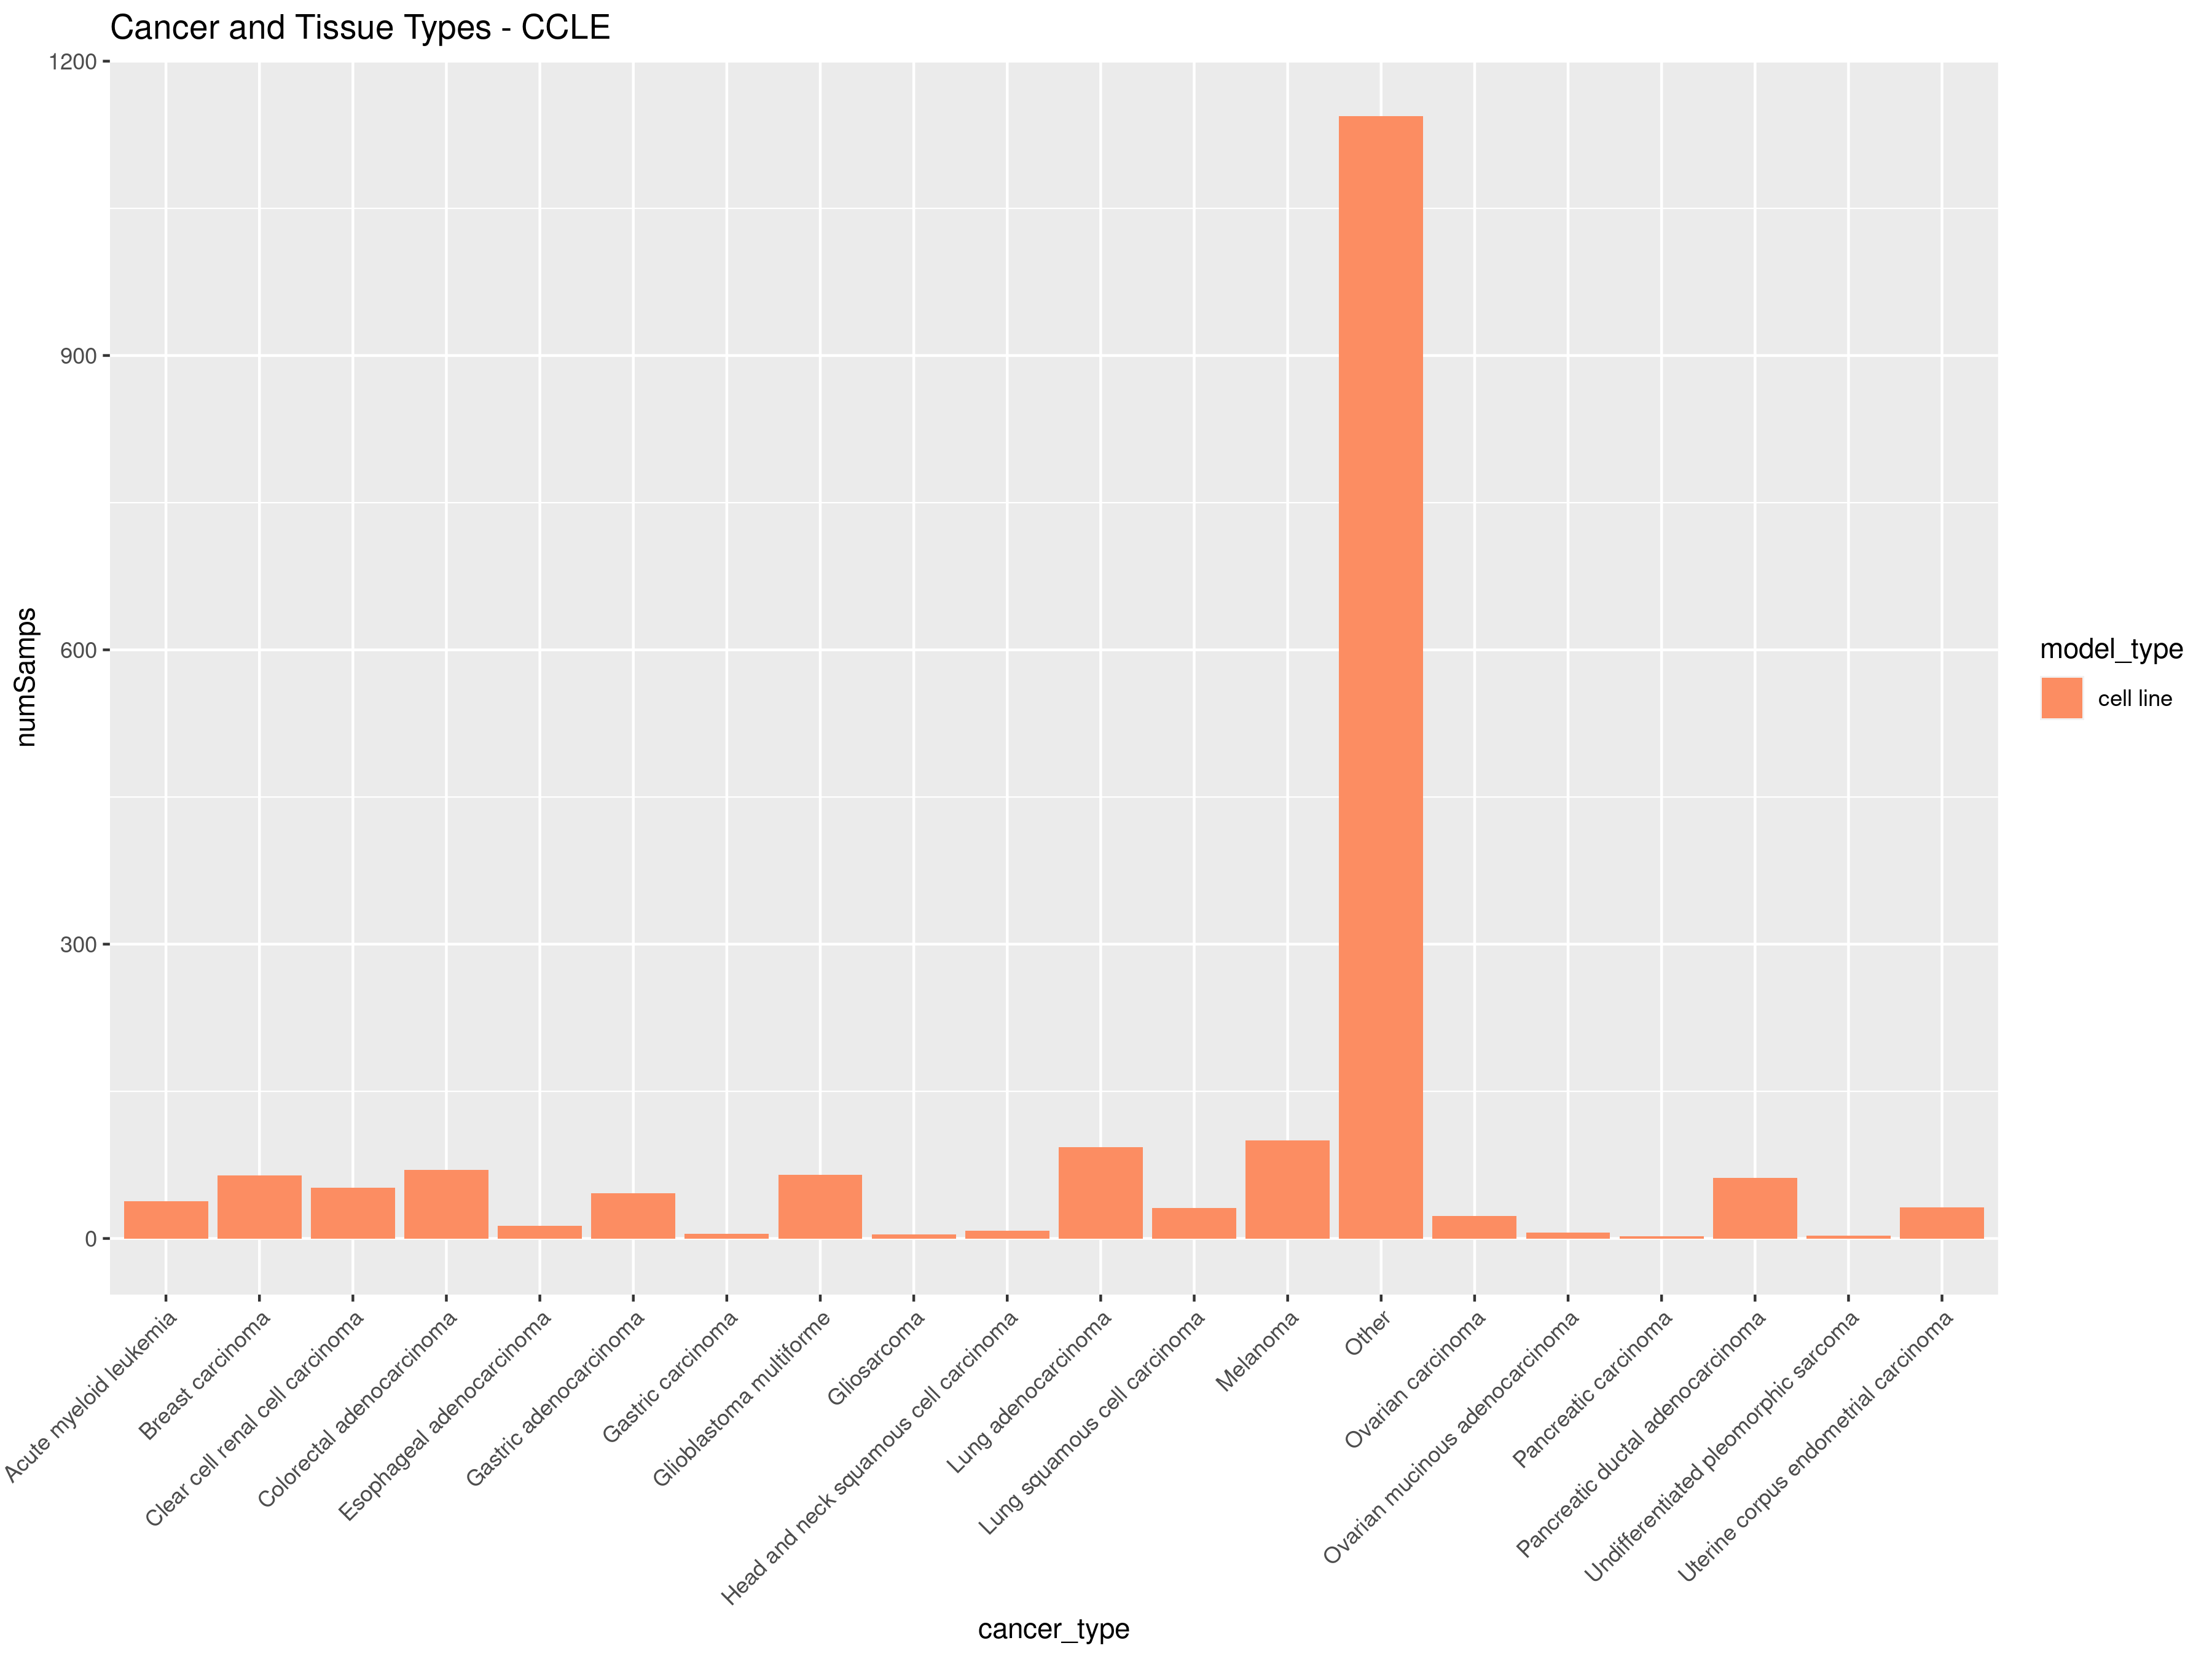 Cancer and Tissue Types - CCLE
1200
900
600
300
0
numSamps
model_type
cell line
Acute myeloid leukemia
Breast carcinoma
Clear cell renal cell carcinoma
Colorectal adenocarcinoma
Esophageal adenocarcinoma
Gastric adenocarcinoma
Gastric carcinoma
Glioblastoma multiforme
Gliosarcoma
Head and neck squamous cell carcinoma
Lung adenocarcinoma
Lung squamous cell carcinoma
Melanoma
Other
Ovarian carcinoma
Ovarian mucinous adenocarcinoma
Pancreatic carcinoma
Pancreatic ductal adenocarcinoma
Undifferentiated pleomorphic sarcoma
Uterine corpus endometrial carcinoma
cancer_type